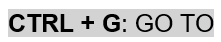 CTRL + G: GO TO